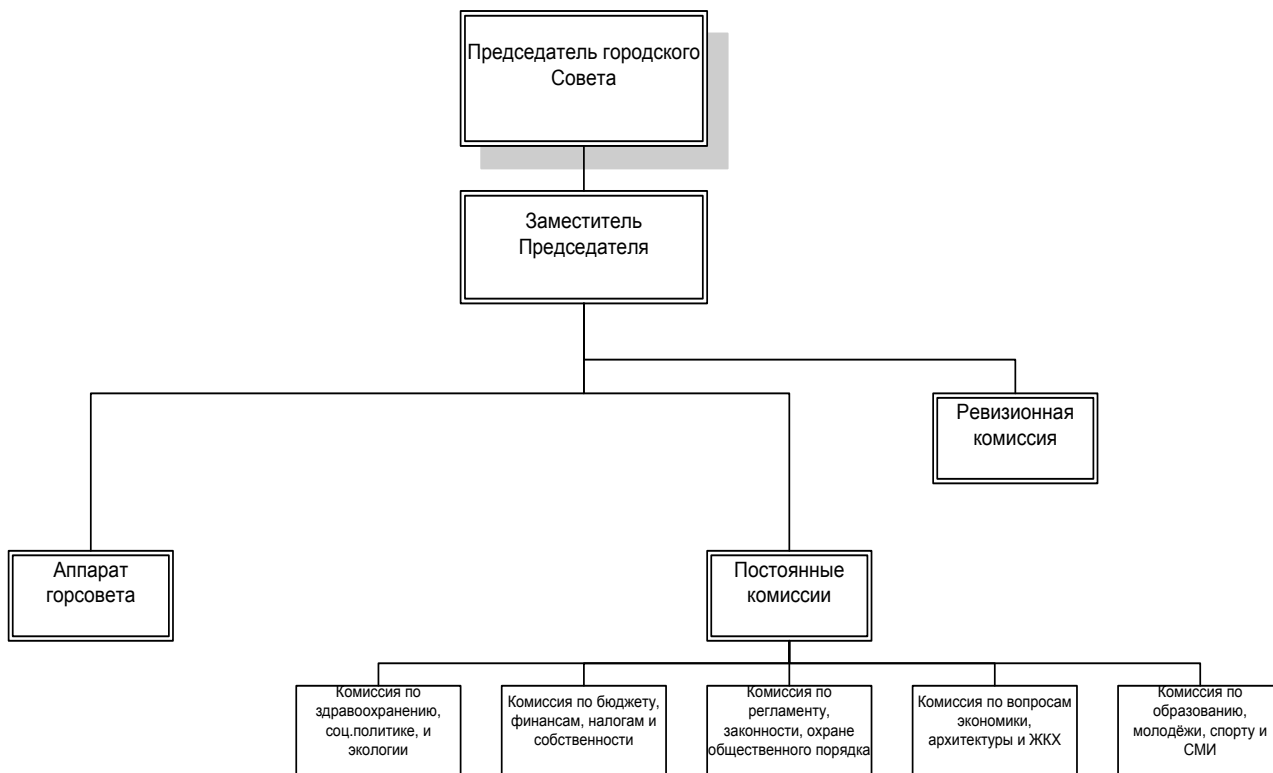 Председатель городского
Совета
Заместитель
Председателя
Ревизионная
комиссия
Аппарат
горсовета
Постоянные
комиссии
Комиссия по
здравоохранению,
соц.политике, и
экологии
Комиссия по бюджету,
финансам, налогам и
собственности
Комиссия по
регламенту,
законности, охране
общественного порядка
Комиссия по вопросам
экономики,
архитектуры и ЖКХ
Комиссия по
образованию,
молодёжи, спорту и
СМИ